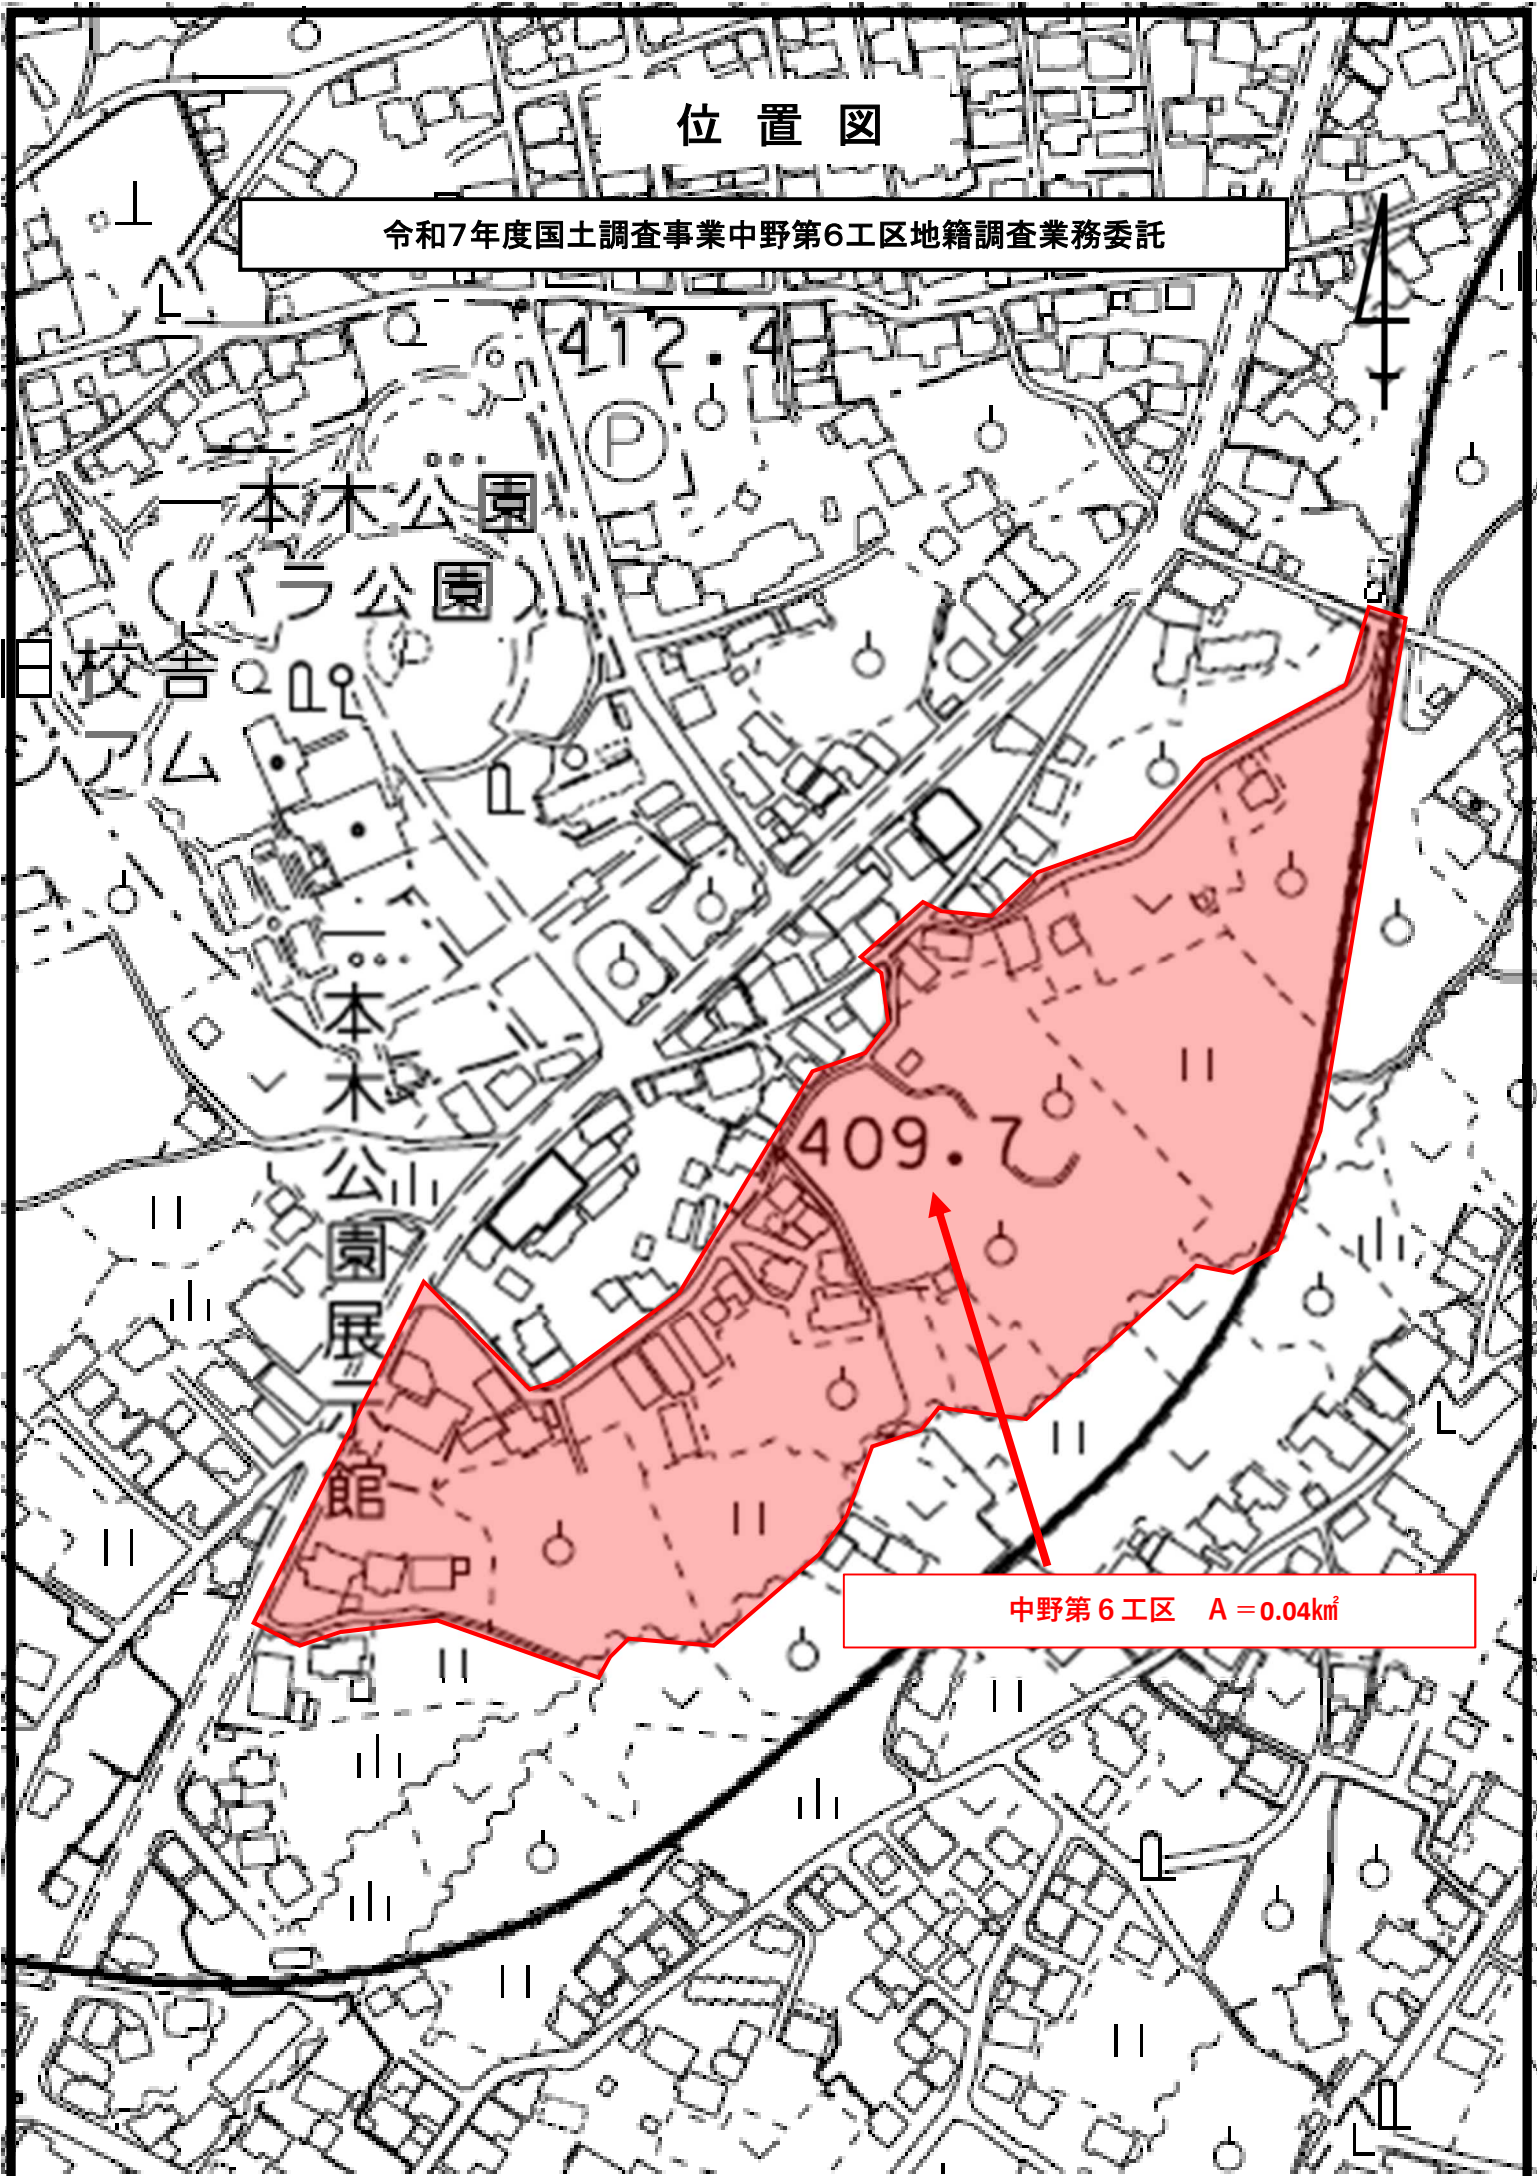 位置図
令和7年度国土調査事業中野第6工区地籍調査業務委託
412.4
P
一本木公園
(バラ公園)
校舎
ジアム
一本木公園展示館
409.7
中野第6工区 A=0.04㎢